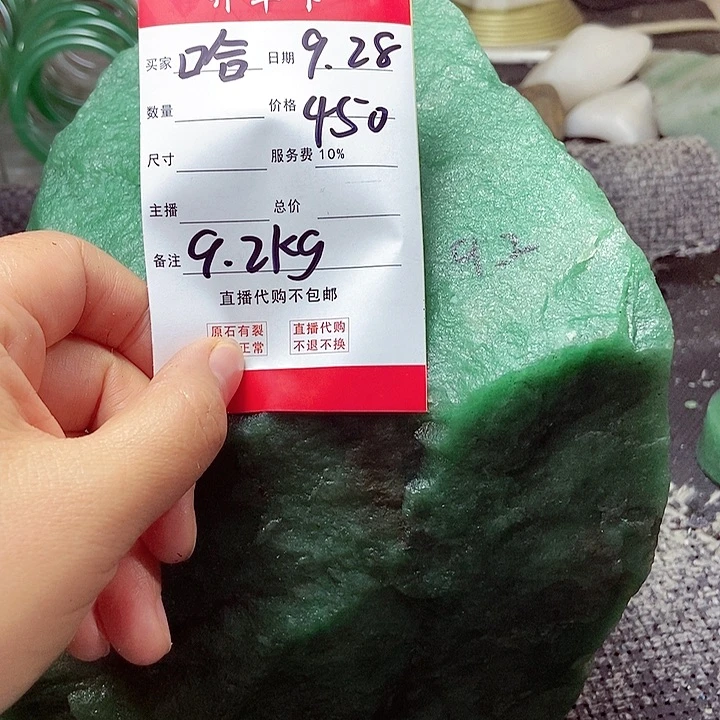 买家 哈 日期 9.28
数量 价格 450
尺寸 服务费 10%
主播 总价
备注 9.2kg
直播代购不包邮
原石有裂 直播代购
正常 不退不换
9.2